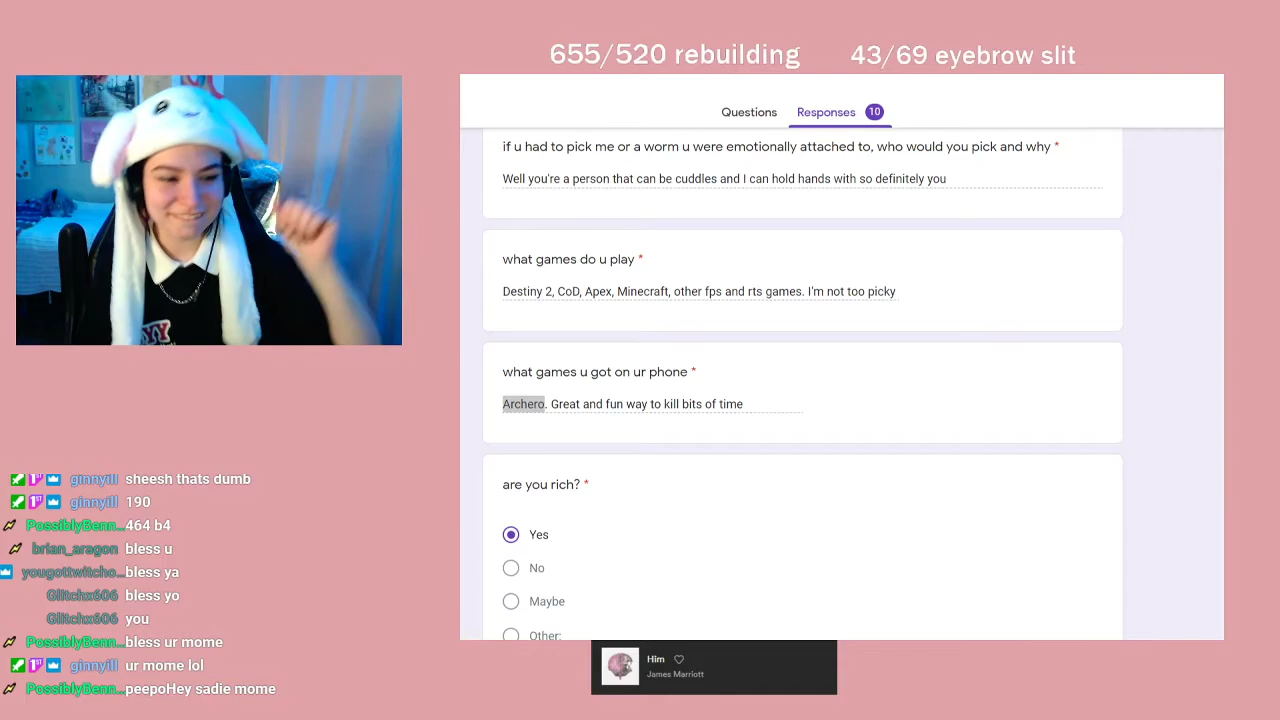 655/520 rebuilding
43/69 eyebrow slit
Questions
Responses 10
if u had to pick me or a worm u were emotionally attached to, who would you pick and why *
Well you're a person that can be cuddles and I can hold hands with so definitely you
what games do u play *
Destiny 2, CoD, Apex, Minecraft, other fps and rts games. I'm not too picky
what games u got on ur phone *
Archero. Great and fun way to kill bits of time
are you rich? *
Yes
No
Maybe
Other:
ginnyill sheesh thats dumb
ginnyill 190
PossiblyBenn... 464 b4
brian_aragon bless u
yougottwitcho... bless ya
Glitchx606 bless yo
Glitchx606 you
PossiblyBenn... bless ur mome
ginnyill ur mome lol
PossiblyBenn... peepoHey sadie mome
Him
James Marriott